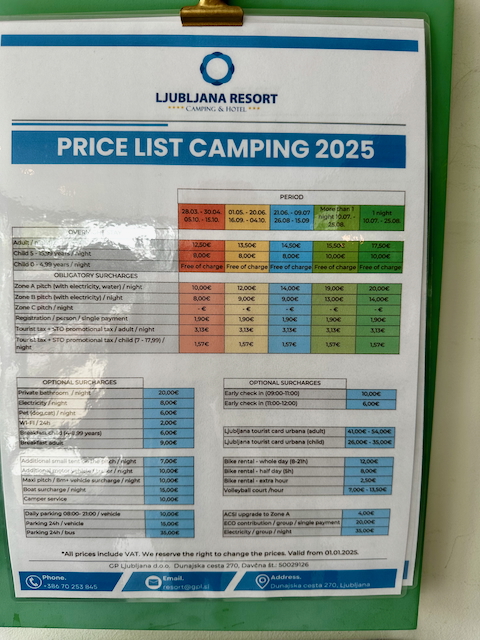 LJUBLJANA RESORT
**** CAMPING & HOTEL ***
PRICE LIST CAMPING 2025
PERIOD
28.03. - 30.04. 05.10. - 15.10.
01.05. - 20.06. 16.09. - 04.10.
21.06. - 09.07. 26.08 - 15.09
More than 1 night 10.07. - 25.08.
1 night 10.07. - 25.08.
Adult / 12,50€ 13,50€ 14,50€ 15,50€ 17,50€
Child 5 - 15,99 years / night 8,00€ 8,00€ 8,00€ 10,00€ 10,00€
Child 0 - 4,99 years / night Free of charge Free of charge Free of charge Free of charge Free of charge
OBLIGATORY SURCHARGES
Zone A pitch (with electricity, water) / night 10,00€ 12,00€ 14,00€ 19,00€ 20,00€
Zone B pitch (with electricity) / night 8,00€ 9,00€ 9,00€ 13,00€ 14,00€
Zone C pitch / night - € - € - € - € - €
Registration / person / single payment 1,90€ 1,90€ 1,90€ 1,90€ 1,90€
Tourist tax + STO promotional tax / adult / night 3,13€ 3,13€ 3,13€ 3,13€ 3,13€
Tourist tax + STO promotional tax / child (7 - 17,99) / night 1,57€ 1,57€ 1,57€ 1,57€ 1,57€
OPTIONAL SURCHARGES
Private bathroom / night 20,00€
Electricity / night 8,00€
Pet (dog,cat) / night 6,00€
Wi-Fi / 24h 2,00€
Breakfast child 6,00€
Breakfast adult 9,00€
Additional small tent on the pitch / night 7,00€
Additional / night 10,00€
Maxi pitch / 8m+ vehicle surcharge / night 10,00€
Boat surcharge / night 15,00€
Camper service 10,00€
Daily parking 08:00 - 21:00 / vehicle 10,00€
Parking 24h / vehicle 15,00€
Parking 24h / bus 35,00€
OPTIONAL SURCHARGES
Early check in (09:00-11:00) 10,00€
Early check in (11:00-12:00) 6,00€
Ljubljana tourist card urbana (adult) 41,00€ - 54,00€
Ljubljana tourist card urbana (child) 26,00€ - 35,00€
Bike rental - whole day (8-21h) 12,00€
Bike rental - half day (5h) 8,00€
Bike rental - extra hour 2,50€
Volleyball court /hour 7,00€ - 13,50€
ACSI upgrade to Zone A 4,00€
ECO contribution / group / single payment 20,00€
Electricity / group / night 35,00€
*All prices include VAT. We reserve the right to change the prices. Valid from 01.01.2025.
GP Ljubljana d.o.o. Dunajska cesta 270, Davčna št.: 50029126
Phone. +386 70 253 845
Email. resort@gpl.si
Address. Dunajska cesta 270, Ljubljana